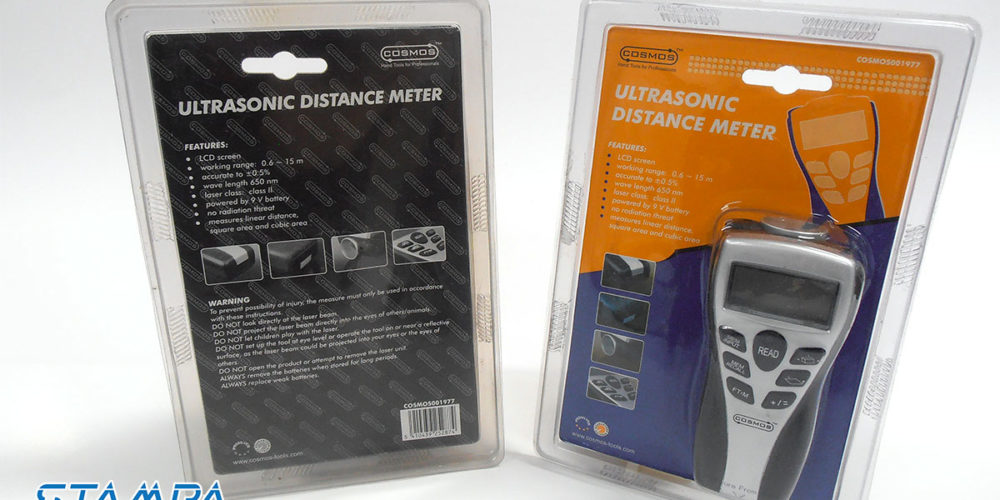 COSMOS
Hand Tools for Professionals
ULTRASONIC DISTANCE METER
FEATURES:
• LCD screen
• working range: 0.6 ~ 15 m
• accurate to ±0.5%
• wave length 650 nm
• laser class: class II.
• powered by 9 V battery
• no radiation threat
• measures linear distance,
square area and cubic area
WARNING
To prevent possibility of injury, the measure must only be used in accordance
with these instructions.
DO NOT look directly at the laser beam.
DO NOT project the laser beam directly into the eyes of others/animals.
DO NOT let children play with the laser.
DO NOT set up the tool at eye level or operate the tool on or near a reflective
surface, as the laser beam could be projected into your eyes or the eyes of
others.
DO NOT open the product or attempt to remove the laser unit.
ALWAYS remove the batteries when stored for long periods.
ALWAYS replace weak batteries.
COSMOS001977
www.cosmos-tools.com
COSMOS™
Hand Tools for Professionals
COSMOS001977
ULTRASONIC
DISTANCE METER
FEATURES:
• LCD screen
• working range: 0.6 ~ 15 m
• accurate to ±0.5%
• wave length 650 nm
• laser class: class II
• powered by 9 V battery
• no radiation threat
• measures linear distance,
square area and cubic area
READ
FT·M
+/=
COSMOS
www.cosmos-tools.com
STAMPA